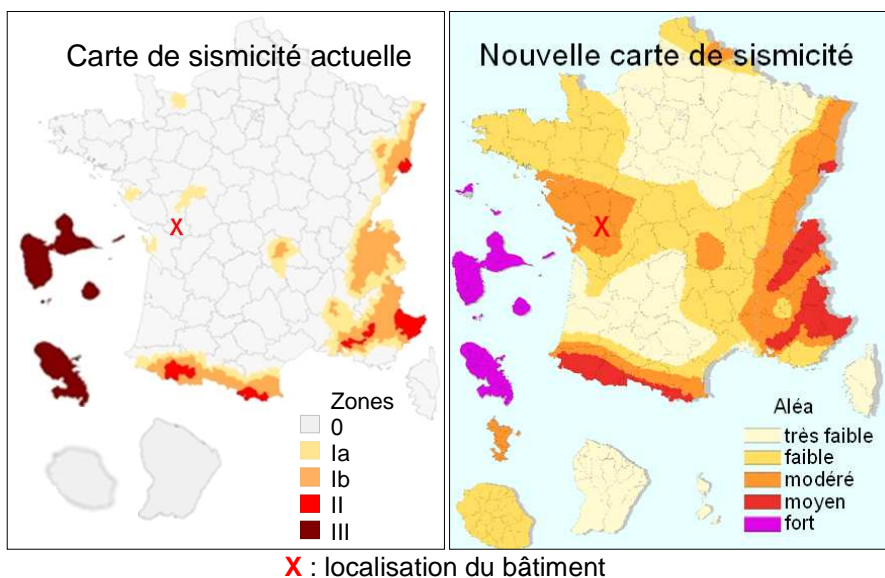 Carte de sismicité actuelle
X
Zones
0
Ia
Ib
II
III
Nouvelle carte de sismicité
X
Aléa
très faible
faible
modéré
moyen
fort
X : localisation du bâtiment